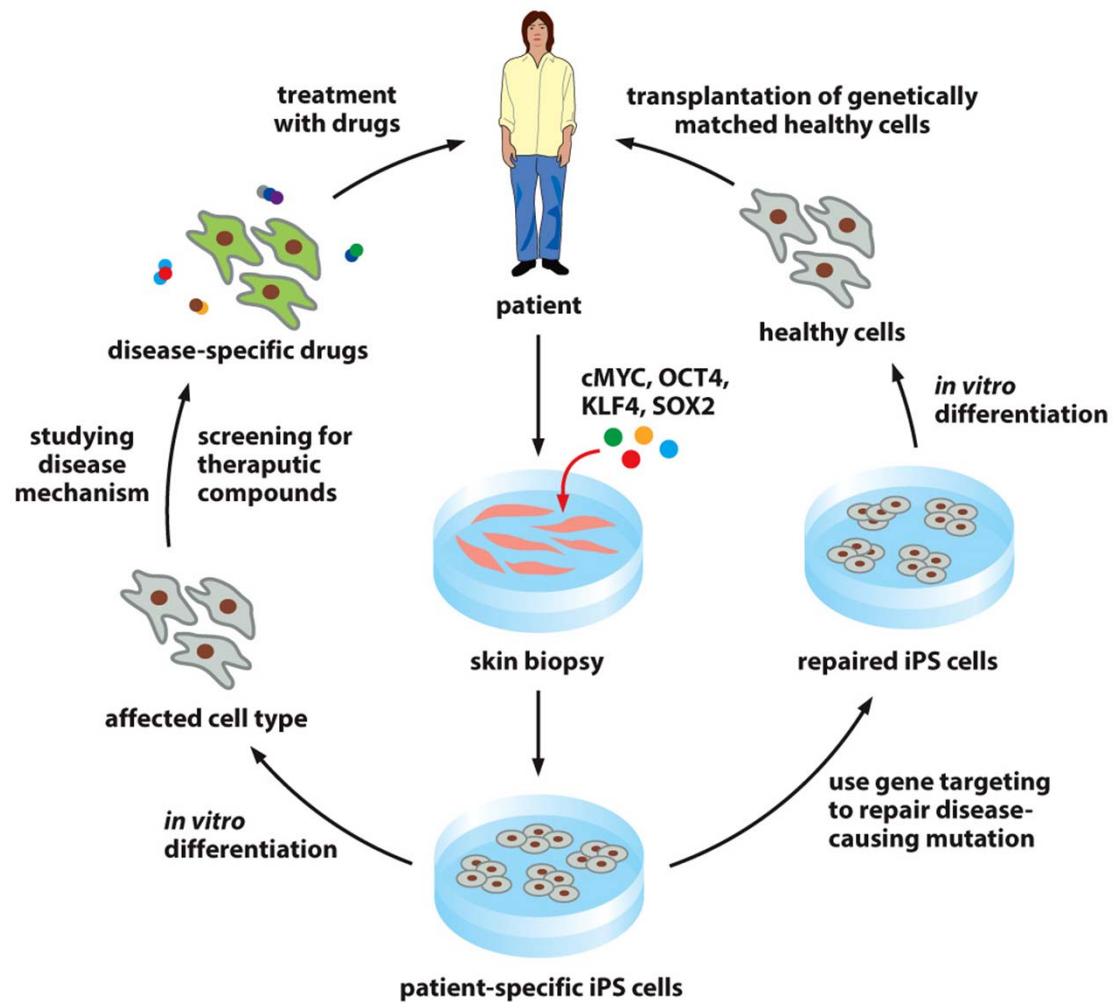 treatment
with drugs
transplantation of genetically
matched healthy cells
patient
healthy cells
disease-specific drugs
cMYC, OCT4,
KLF4, SOX2
in vitro
differentiation
studying
disease
mechanism
screening for
theraputic
compounds
skin biopsy
repaired iPS cells
affected cell type
in vitro
differentiation
use gene targeting
to repair disease-
causing mutation
patient-specific iPS cells